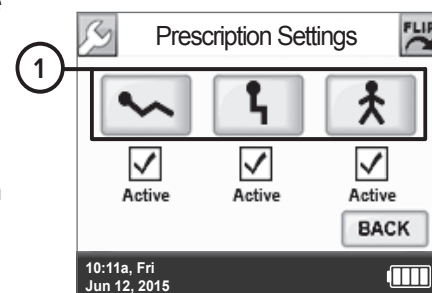 Prescription Settings
FLIP
1
Active
Active
Active
BACK
10:11a, Fri
Jun 12, 2015